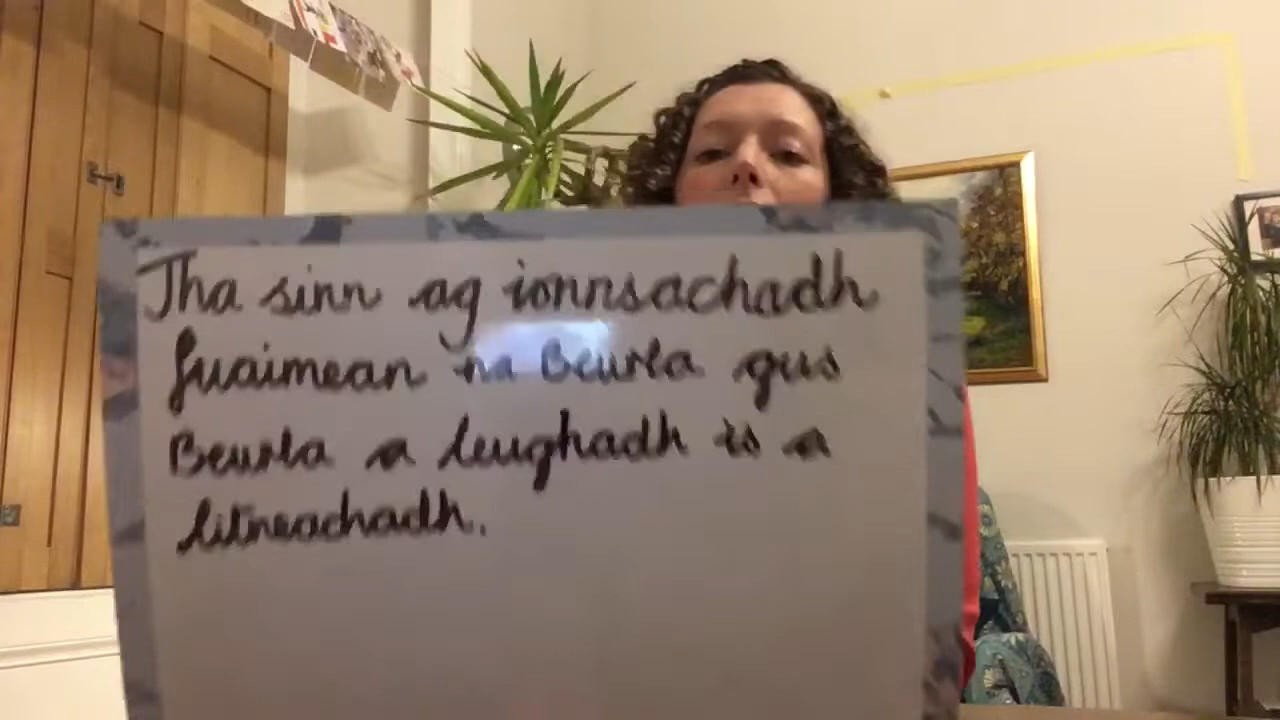 Tha sinn ag ionnsachadh
fuaimean na Beurla gus
Beurla a leughadh is a
litreachadh.